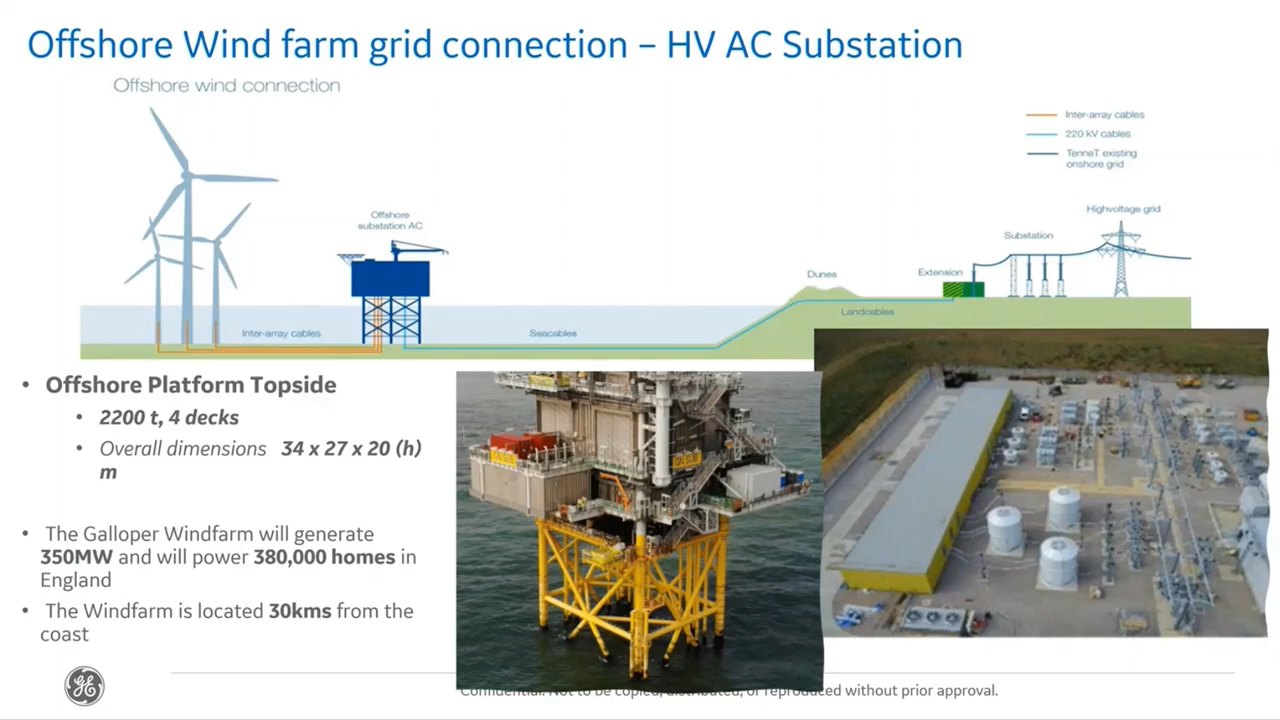 Offshore Wind farm grid connection – HV AC Substation
Offshore wind connection
Inter-array cables
220 kV cables
TenneT existing
onshore grid
Offshore
substation AC
Highvoltage grid
Substation
Extension
Dunes
Landcables
Inter-array cables
Seacables
• Offshore Platform Topside
• 2200 t, 4 decks
• Overall dimensions 34 x 27 x 20 (h)
m
• The Galloper Windfarm will generate
350MW and will power 380,000 homes in
England
• The Windfarm is located 30kms from the
coast
GE
Confidential. Not to be copied, distributed, or reproduced without prior approval.